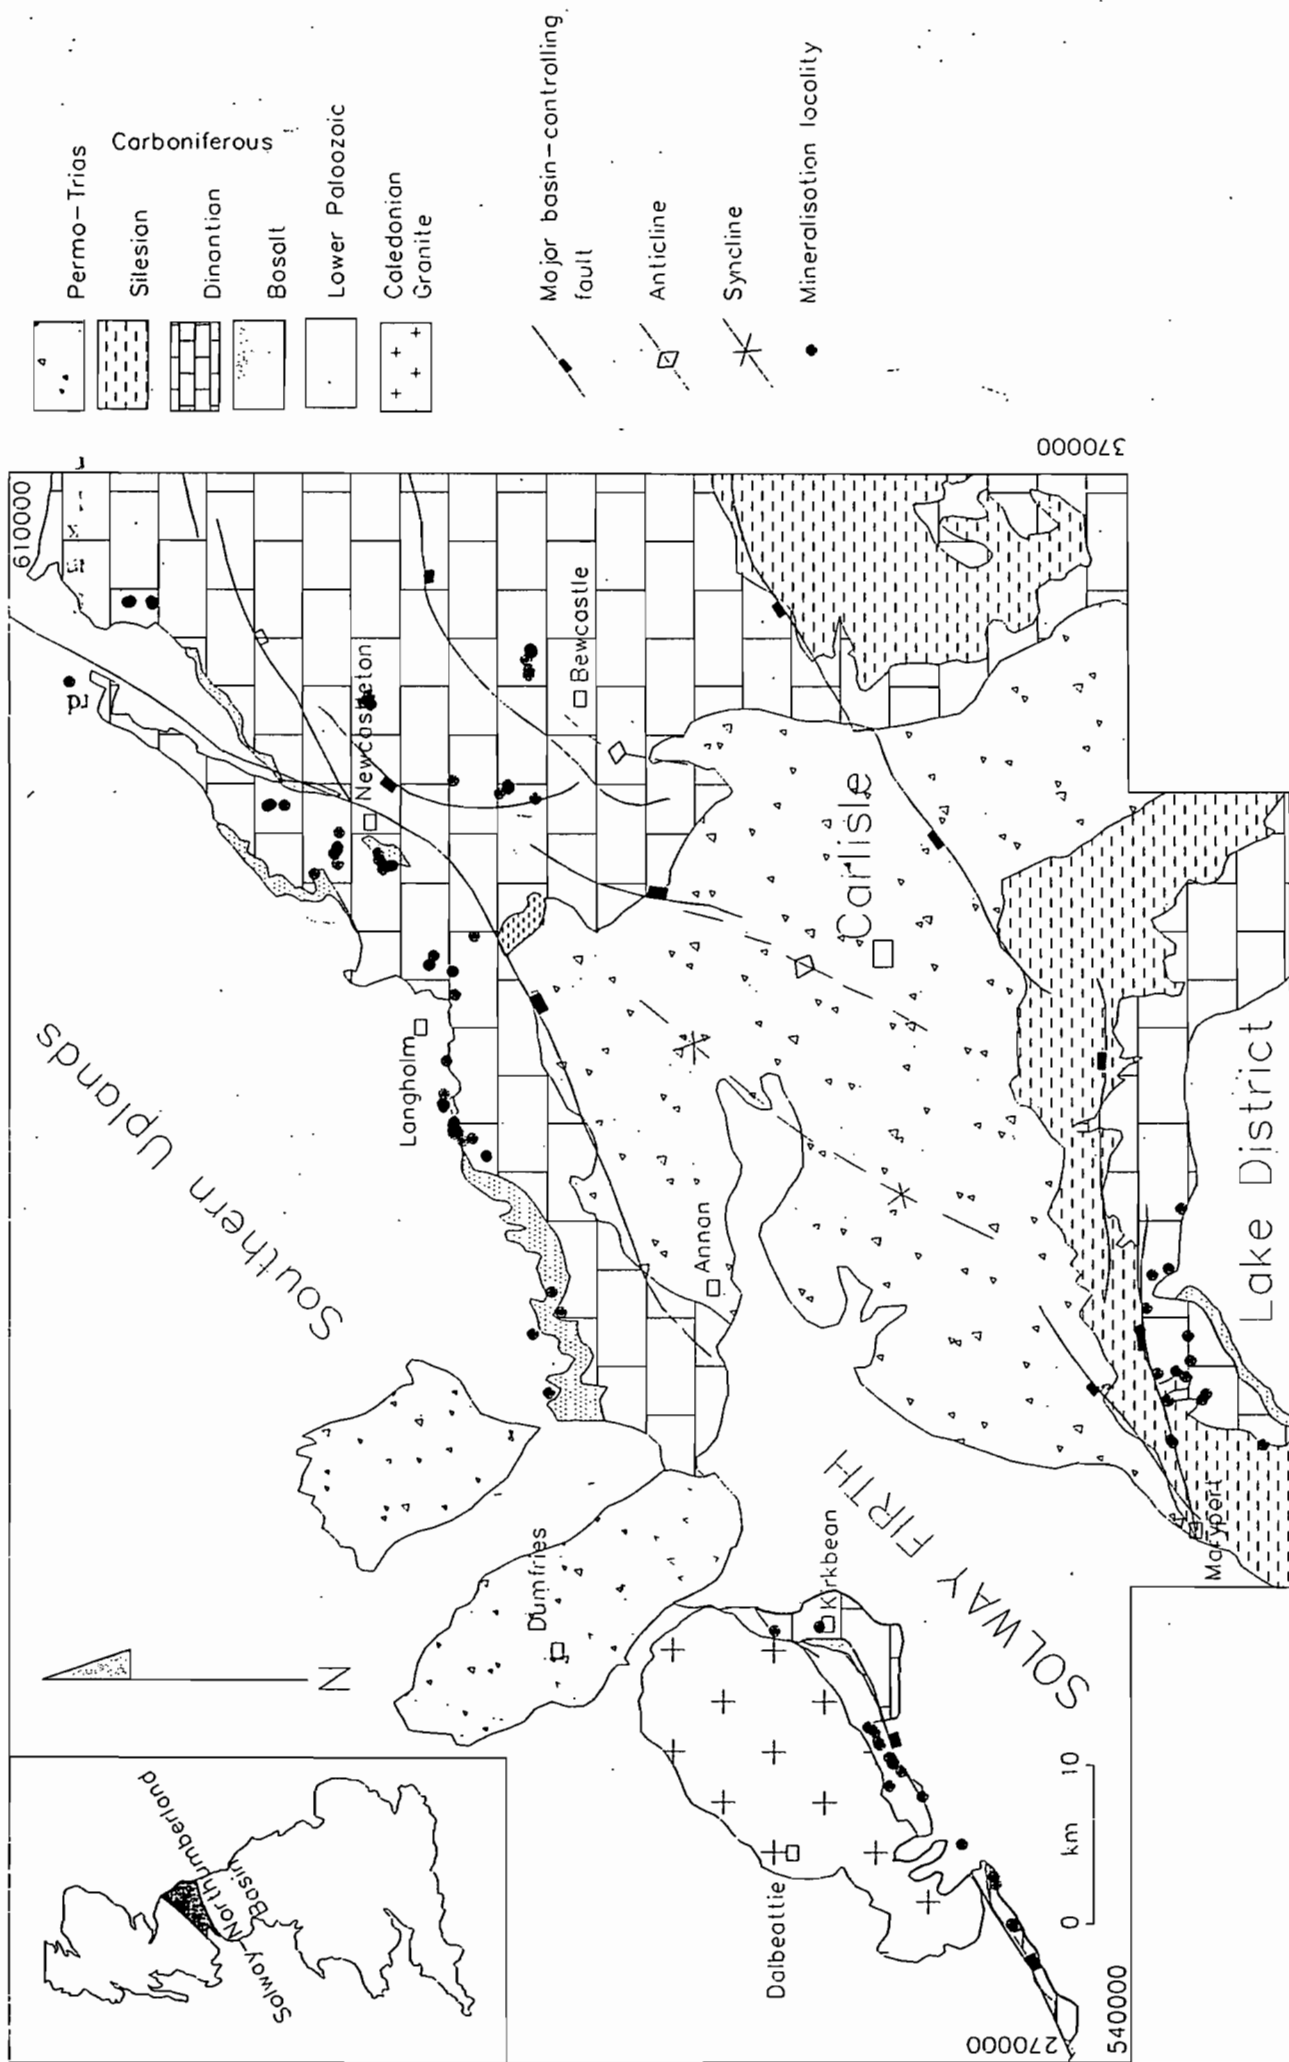 Permo-Trias
Silesian
Carboniferous
Dinantian
Basalt
Lower Paloozoic
Caledonian
Granite
Major basin-controlling
fault
Anticline
Syncline
Mineralisation locality
610000
370000
Southern Uplands
Newcastleton
Bewcastle
Langholm
Carlisle
Annan
Lake District
Dumfries
Kirkbean
SOLWAY FIRTH
Maryport
N
Dalbeattie
0
km
10
Solway-Northumberland
Basin
270000
540000